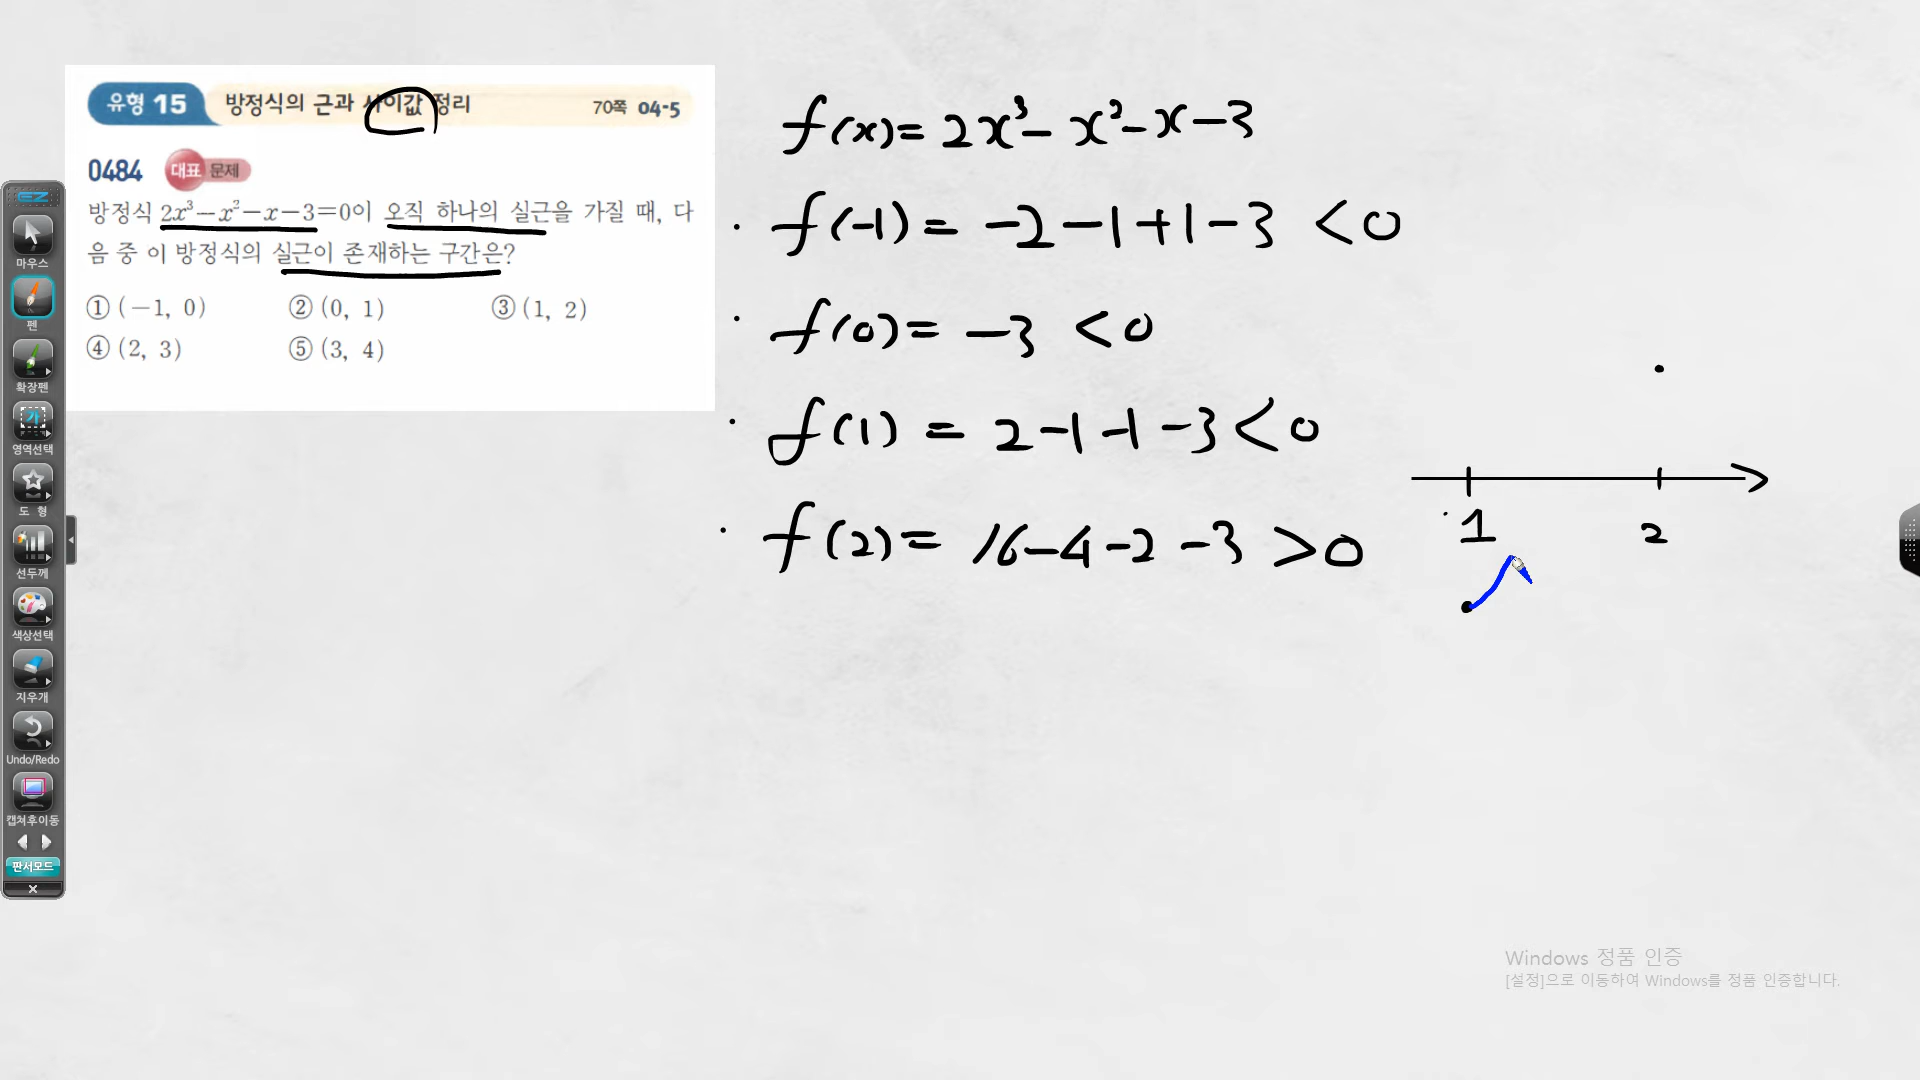 유형 15 방정식의 근과 사이값 정리 70쪽 04-5
0484 대표 문제
방정식 2x³-x²-x-3=0이 오직 하나의 실근을 가질 때, 다
음 중 이 방정식의 실근이 존재하는 구간은?
① (-1, 0) ② (0, 1) ③ (1, 2)
④ (2, 3) ⑤ (3, 4)
f(x)= 2x³- x²-x-3
f(-1)= -2-1+1-3 <0
f(0)= -3 <0
f(1) = 2-1-1-3<0
f(2)= 16-4-2-3 >0
1 2
EZ
마우스
펜
확장펜
가
영역선택
도 형
선두께
색상선택
지우개
Undo/Redo
캡쳐후이동
판서모드
x
Windows 정품 인증
[설정]으로 이동하여 Windows를 정품 인증합니다.